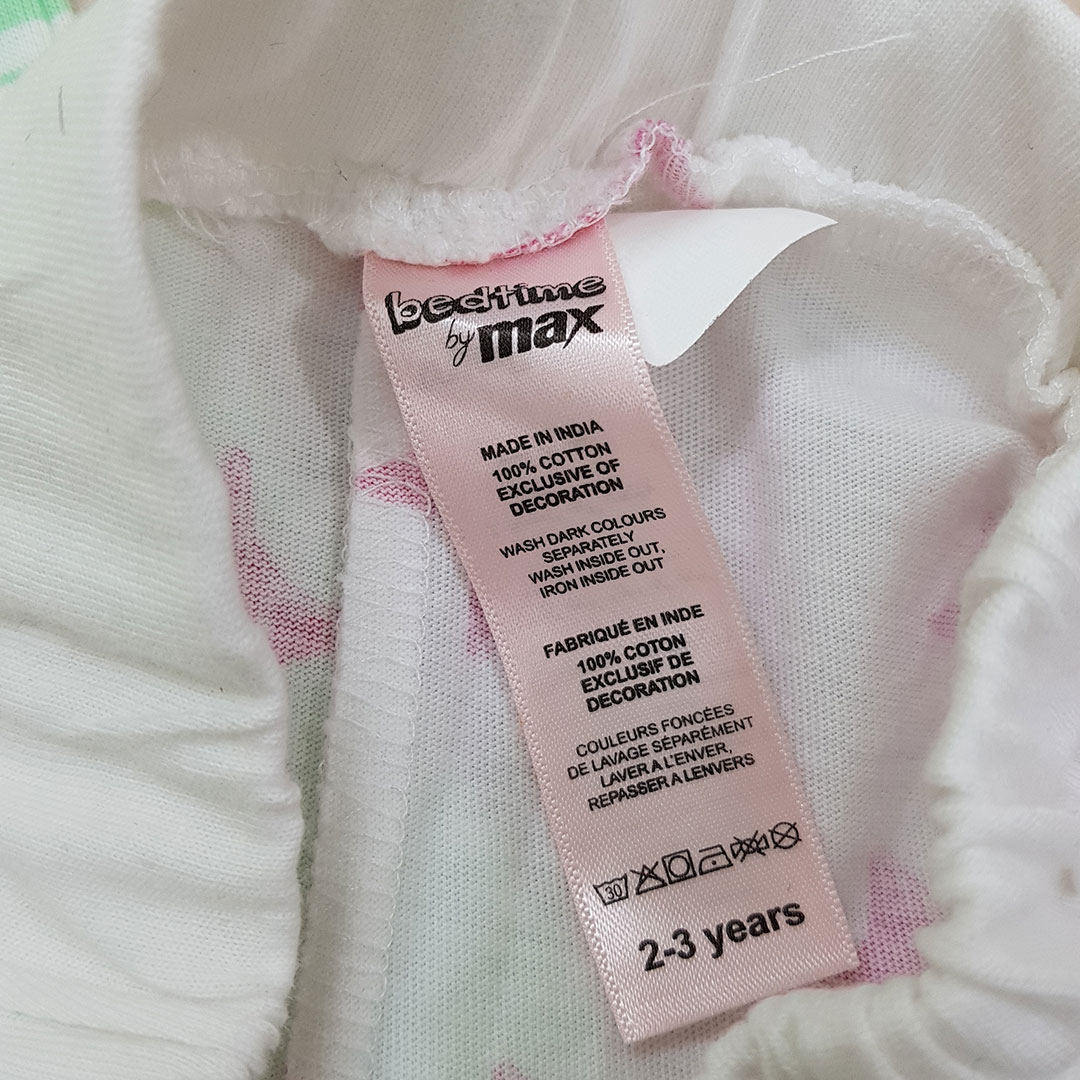 bedtime
by max
MADE IN INDIA
100% COTTON
EXCLUSIVE OF
DECORATION
WASH DARK COLOURS
SEPARATELY
WASH INSIDE OUT,
IRON INSIDE OUT
FABRIQUÉ EN INDE
100% COTON
EXCLUSIF DE
DECORATION
COULEURS FONCÉES
DE LAVAGE SÉPARÉMENT
LAVER A L'ENVER,
REPASSER A LENVERS
30
2-3 years